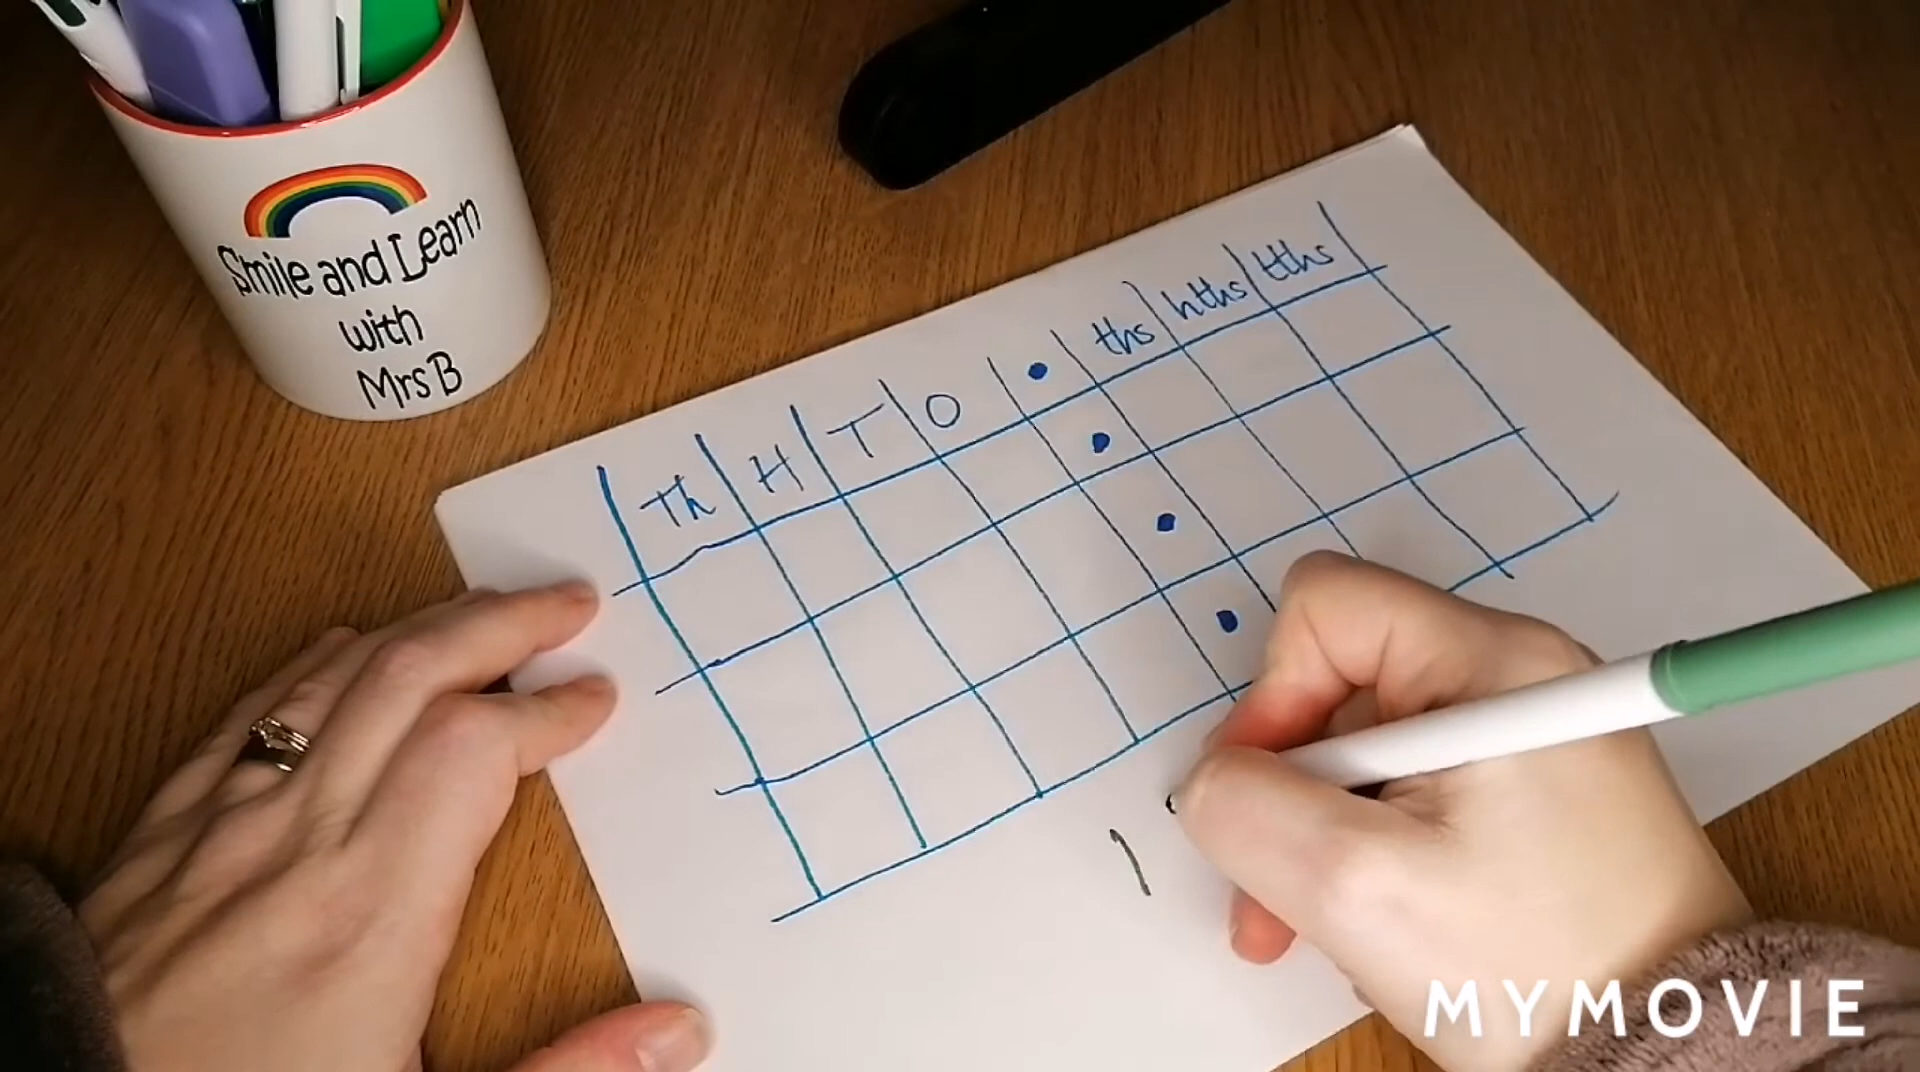 Smile and Learn
with
Mrs B
Th H T O . ths hths tths
1
MYMOVIE